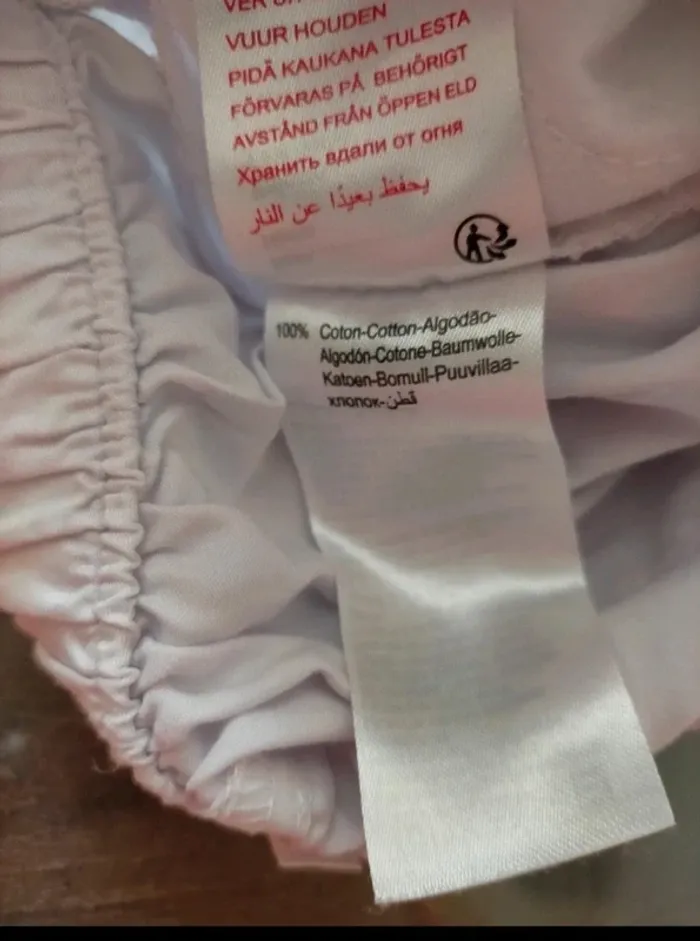 VUUR HOUDEN
PIDÄ KAUKANA TULESTA
FÖRVARAS PÅ BEHÖRIGT
AVSTÅND FRÅN ÖPPEN ELD
Хранить вдали от огня
يحفظ بعيدًا عن النار
100% Coton-Cotton-Algodão-
Algodón-Cotone-Baumwolle-
Katoen-Bomull-Puuvillaa-
хлопок-قطن